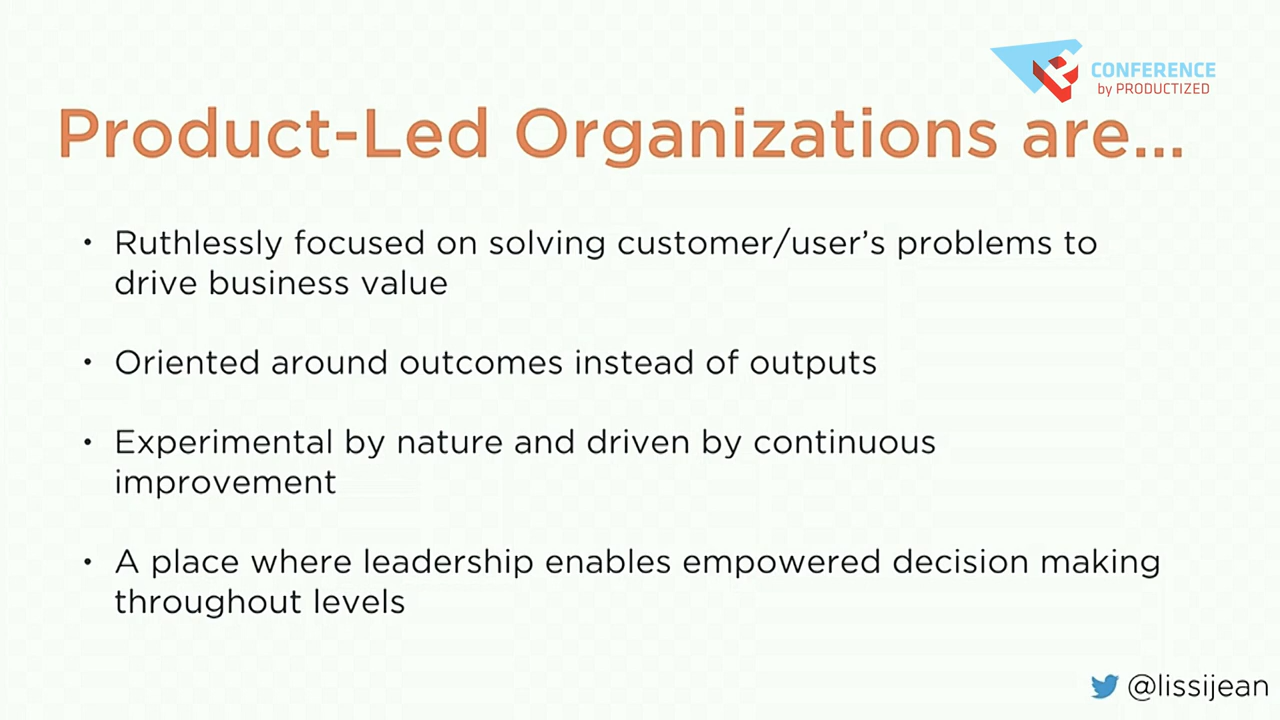 CONFERENCE
by PRODUCTIZED
Product-Led Organizations are...
• Ruthlessly focused on solving customer/user’s problems to
drive business value
• Oriented around outcomes instead of outputs
• Experimental by nature and driven by continuous
improvement
• A place where leadership enables empowered decision making
throughout levels
@lissijean